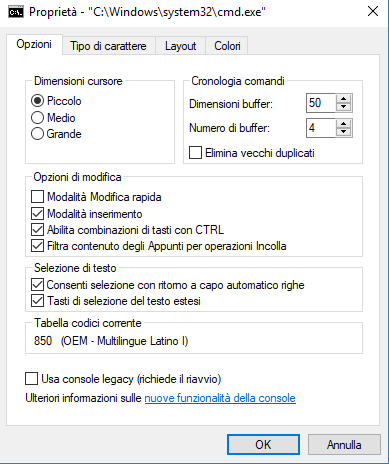 Proprietà - "C:\Windows\system32\cmd.exe"
Opzioni Tipo di carattere Layout Colori
Dimensioni cursore
Piccolo
Medio
Grande
Cronologia comandi
Dimensioni buffer: 50
Numero di buffer: 4
Elimina vecchi duplicati
Opzioni di modifica
Modalità Modifica rapida
Modalità inserimento
Abilita combinazioni di tasti con CTRL
Filtra contenuto degli Appunti per operazioni Incolla
Selezione di testo
Consenti selezione con ritorno a capo automatico righe
Tasti di selezione del testo estesi
Tabella codici corrente
850 (OEM - Multilingue Latino I)
Usa console legacy (richiede il riavvio)
Ulteriori informazioni sulle nuove funzionalità della console
OK Annulla